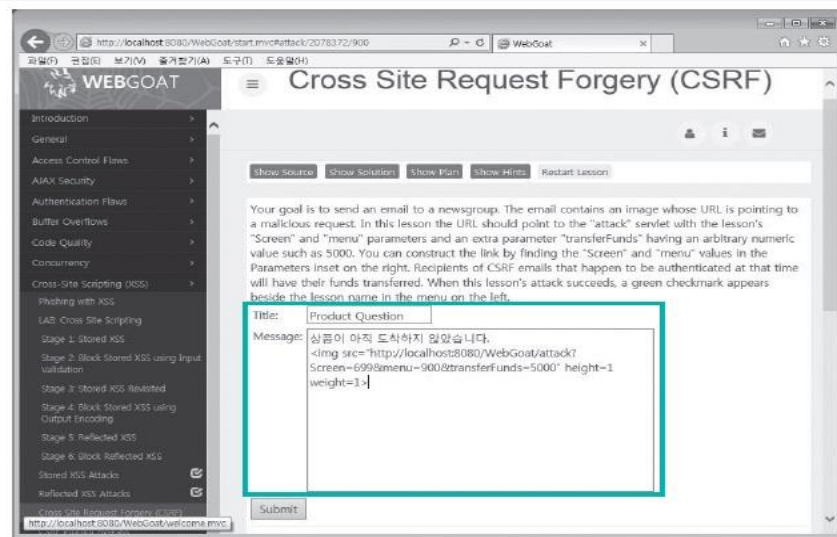 http://localhost:8080/WebGoat/start.mvc#attack/2078372/900
WebGoat
파일(F) 편집(E) 보기(V) 즐겨찾기(A) 도구(T) 도움말(H)
WEBGOAT
Cross Site Request Forgery (CSRF)
Introduction
General
Access Control Flaws
AJAX Security
Authentication Flaws
Buffer Overflows
Code Quality
Concurrency
Cross-Site Scripting (XSS)
Phishing with XSS
LAB: Cross Site Scripting
Stage 1: Stored XSS
Stage 2: Block Stored XSS using Input
Validation
Stage 3: Stored XSS Revisited
Stage 4: Block Stored XSS using
Output Encoding
Stage 5: Reflected XSS
Stage 6: Block Reflected XSS
Stored XSS Attacks
Reflected XSS Attacks
Cross Site Request Forgery (CSRF)
http://localhost:8080/WebGoat/welcome.mvc
Show Source Show Solution Show Plan Show Hints Restart Lesson
Your goal is to send an email to a newsgroup. The email contains an image whose URL is pointing to
a malicious request. In this lesson the URL should point to the "attack" servlet with the lesson's
"Screen" and "menu" parameters and an extra parameter "transferFunds" having an arbitrary numeric
value such as 5000. You can construct the link by finding the "Screen" and "menu" values in the
Parameters inset on the right. Recipients of CSRF emails that happen to be authenticated at that time
will have their funds transferred. When this lesson's attack succeeds, a green checkmark appears
beside the lesson name in the menu on the left.
Title: Product Question
Message: 상품이 아직 도착하지 않았습니다.
<img src="http://localhost:8080/WebGoat/attack?
Screen=699&menu=900&transferFunds=5000" height=1
weight=1>
Submit